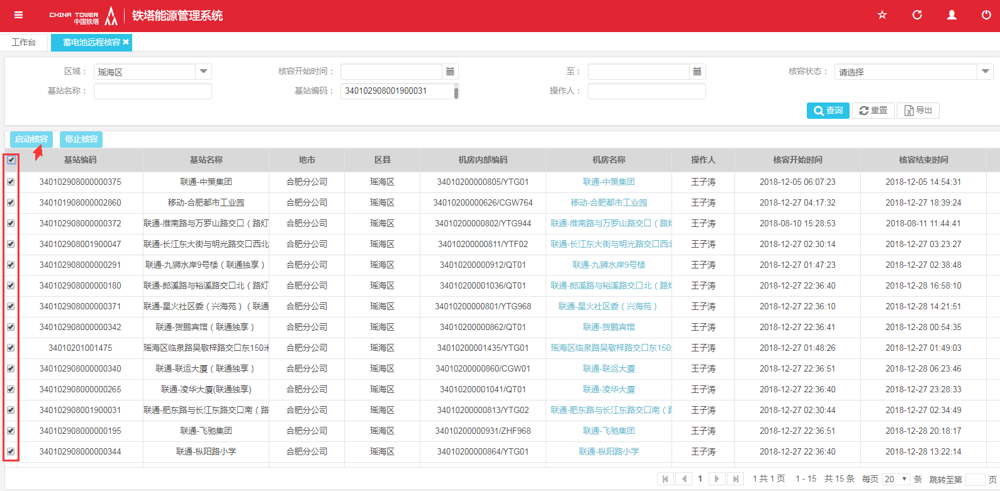 CHINA TOWER
中国铁塔
铁塔能源管理系统
工作台 蓄电池远程核容
区域： 瑶海区 核容开始时间： 至： 核容状态： 请选择
基站名称： 基站编码： 340102908001900031 操作人：
查询 重置 导出
启动核容 停止核容
基站编码 基站名称 地市 区县 机房内部编码 机房名称 操作人 核容开始时间 核容结束时间
340102908000000375 联通-中策集团 合肥分公司 瑶海区 34010200000805/YTG01 联通-中策集团 王子涛 2018-12-05 06:07:23 2018-12-05 14:54:31
340101908000002860 移动-合肥都市工业园 合肥分公司 瑶海区 34010200000626/CGW764 移动-合肥都市工业园 王子涛 2018-12-27 04:17:32 2018-12-27 18:39:24
340102908000000372 联通-淮南路与万罗山路交口（路灯 合肥分公司 瑶海区 34010200000802/YTG944 联通-淮南路与万罗山路交口（路灯 王子涛 2018-08-10 15:28:53 2018-08-11 11:44:41
340102908001900047 联通-长江东大街与明光路交口西北 合肥分公司 瑶海区 34010200000811/YTF02 联通-长江东大街与明光路交口西北 王子涛 2018-12-27 02:30:14 2018-12-27 03:23:27
340102908000000291 联通-九狮水岸9号楼（联通独享） 合肥分公司 瑶海区 34010200000912/QT01 联通-九狮水岸9号楼 王子涛 2018-12-27 01:47:23 2018-12-27 02:38:48
340102908000000180 联通-郎溪路与裕溪路交口北（路灯 合肥分公司 瑶海区 34010200001036/QT01 联通-郎溪路与裕溪路交口北（路灯 王子涛 2018-12-27 22:36:40 2018-12-28 16:58:10
340102908000000371 联通-星火社区委（兴海苑）（联通 合肥分公司 瑶海区 34010200000801/YTG968 联通-星火社区委（兴海苑） 王子涛 2018-12-27 22:36:10 2018-12-28 14:21:51
340102908000000342 联通-贺鹏宾馆（联通独享） 合肥分公司 瑶海区 34010200000862/QT01 联通-贺鹏宾馆 王子涛 2018-12-27 22:36:41 2018-12-28 00:54:35
34010201001475 瑶海区临泉路吴敬梓路交口东150米 合肥分公司 瑶海区 34010200001435/YTG01 瑶海区临泉路吴敬梓路交口东150 王子涛 2018-12-27 01:48:26 2018-12-27 01:49:03
340102908000000340 联通-联运大厦（联通独享） 合肥分公司 瑶海区 34010200000860/CGW01 联通-联运大厦 王子涛 2018-12-27 22:36:51 2018-12-28 06:23:46
340102908000000265 联通-凌华大厦(联通独享) 合肥分公司 瑶海区 34010200001041/QT01 联通-凌华大厦 王子涛 2018-12-27 22:36:40 2018-12-27 23:28:33
340102908001900031 联通-肥东路与长江东路交口南（路 合肥分公司 瑶海区 34010200000813/YTG02 联通-肥东路与长江东路交口南（路 王子涛 2018-12-27 02:30:44 2018-12-27 02:34:49
340102908000000195 联通-飞驰集团 合肥分公司 瑶海区 34010200000931/ZHF968 联通-飞驰集团 王子涛 2018-12-27 22:36:51 2018-12-28 20:18:17
340102908000000344 联通-枞阳路小学 合肥分公司 瑶海区 34010200000864/YTG01 联通-枞阳路小学 王子涛 2018-12-27 22:36:40 2018-12-28 13:22:14
1 1 共 1 页 1 - 15 共 15 条 每页 20 条 跳转至第 页